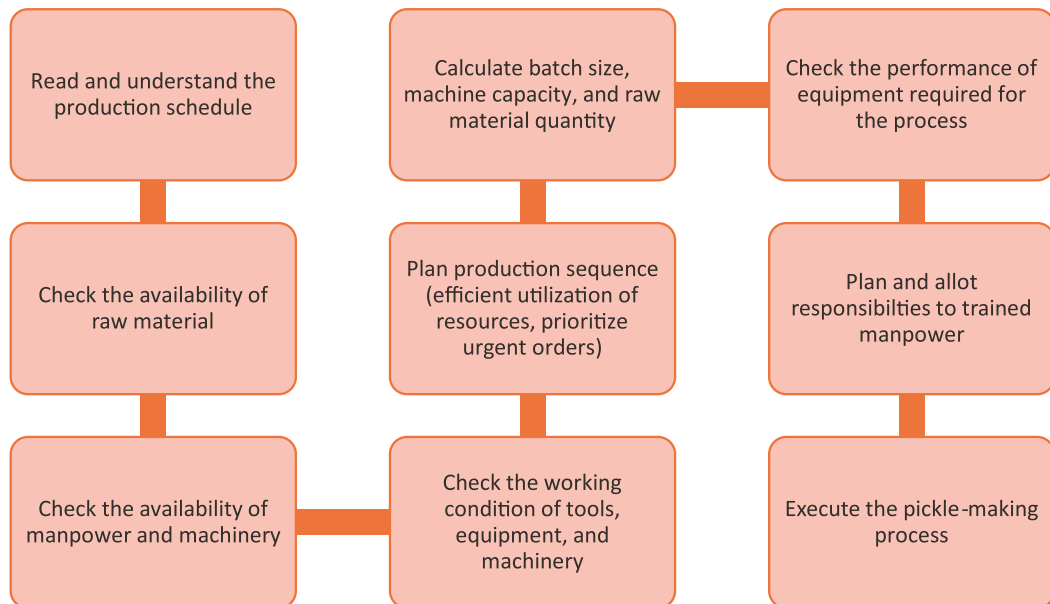 Read and understand the
production schedule
Check the availability of
raw material
Check the availability of
manpower and machinery
Check the working
condition of tools,
equipment, and
machinery
Plan production sequence
(efficient utilization of
resources, prioritize
urgent orders)
Calculate batch size,
machine capacity, and raw
material quantity
Check the performance of
equipment required for
the process
Plan and allot
responsibilties to trained
manpower
Execute the pickle-making
process